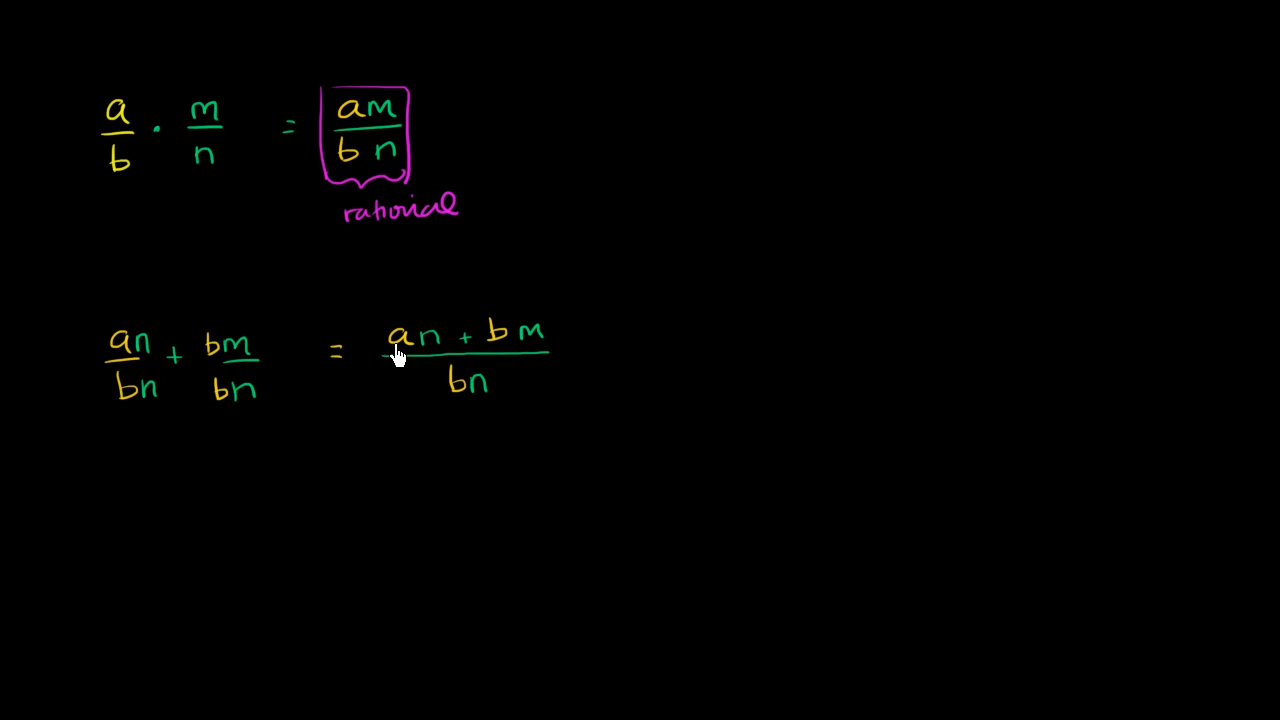 a/b · m/n = am/bn
rational
an/bn + bm/bn = an + bm/bn